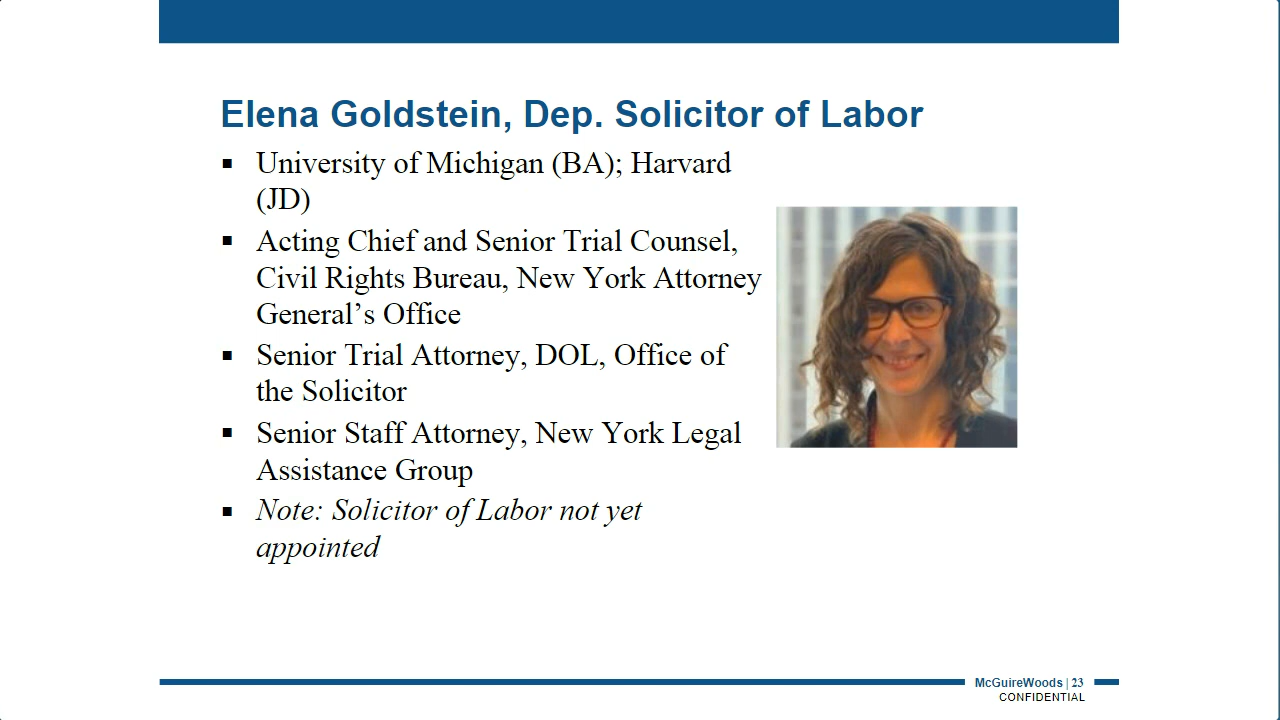 Elena Goldstein, Dep. Solicitor of Labor
▪ University of Michigan (BA); Harvard
(JD)
▪ Acting Chief and Senior Trial Counsel,
Civil Rights Bureau, New York Attorney
General’s Office
▪ Senior Trial Attorney, DOL, Office of
the Solicitor
▪ Senior Staff Attorney, New York Legal
Assistance Group
▪ Note: Solicitor of Labor not yet
appointed
McGuireWoods | 23
CONFIDENTIAL